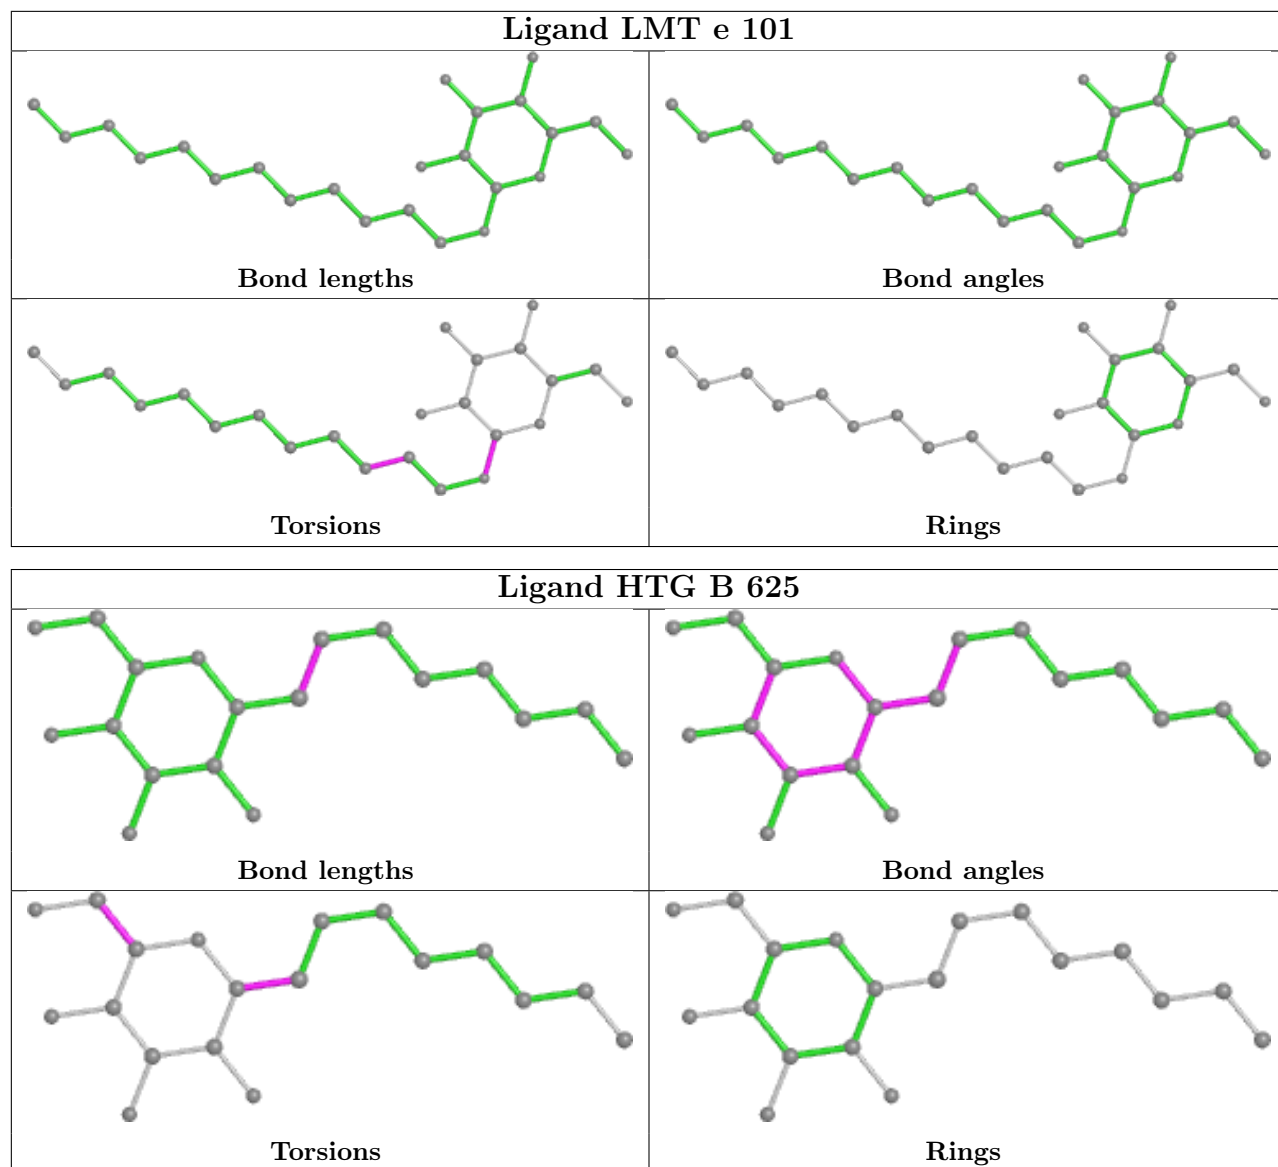 Ligand LMT e 101
Bond lengths
Bond angles
Torsions
Rings
Ligand HTG B 625
Bond lengths
Bond angles
Torsions
Rings